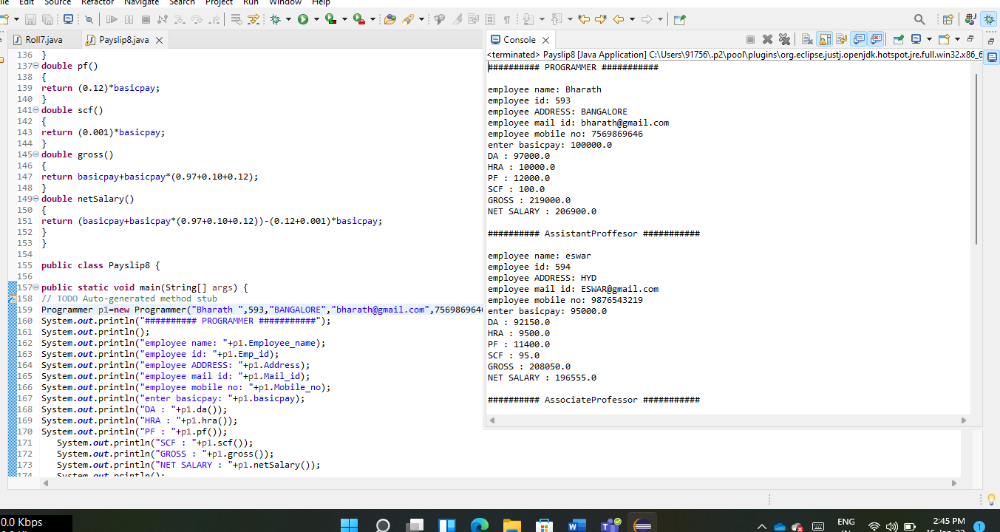 Edit Source Refactor Navigate Search Project Run Window Help
Roll7.java Payslip8.java
136 }
137 double pf()
138 {
139 return (0.12)*basicpay;
140 }
141 double scf()
142 {
143 return (0.001)*basicpay;
144 }
145 double gross()
146 {
147 return basicpay+basicpay*(0.97+0.10+0.12);
148 }
149 double netSalary()
150 {
151 return (basicpay+basicpay*(0.97+0.10+0.12))-(0.12+0.001)*basicpay;
152 }
153 }
154
155 public class Payslip8 {
156
157 public static void main(String[] args) {
158 // TODO Auto-generated method stub
159 Programmer p1=new Programmer("Bharath ",593,"BANGALORE","bharath@gmail.com",7569869646
160 System.out.println("########## PROGRAMMER ###########");
161 System.out.println();
162 System.out.println("employee name: "+p1.Employee_name);
163 System.out.println("employee id: "+p1.Emp_id);
164 System.out.println("employee ADDRESS: "+p1.Address);
165 System.out.println("employee mail id: "+p1.Mail_id);
166 System.out.println("employee mobile no: "+p1.Mobile_no);
167 System.out.println("enter basicpay: "+p1.basicpay);
168 System.out.println("DA : "+p1.da());
169 System.out.println("HRA : "+p1.hra());
170 System.out.println("PF : "+p1.pf());
171 System.out.println("SCF : "+p1.scf());
172 System.out.println("GROSS : "+p1.gross());
173 System.out.println("NET SALARY : "+p1.netSalary());
174 System.out.println();
Console
<terminated> Payslip8 [Java Application] C:\Users\91756\.p2\pool\plugins\org.eclipse.justj.openjdk.hotspot.jre.full.win32.x86_6
########## PROGRAMMER ###########
employee name: Bharath
employee id: 593
employee ADDRESS: BANGALORE
employee mail id: bharath@gmail.com
employee mobile no: 7569869646
enter basicpay: 100000.0
DA : 97000.0
HRA : 10000.0
PF : 12000.0
SCF : 100.0
GROSS : 219000.0
NET SALARY : 206900.0
########## AssistantProffesor ###########
employee name: eswar
employee id: 594
employee ADDRESS: HYD
employee mail id: ESWAR@gmail.com
employee mobile no: 9876543219
enter basicpay: 95000.0
DA : 92150.0
HRA : 9500.0
PF : 11400.0
SCF : 95.0
GROSS : 208050.0
NET SALARY : 196555.0
########## AssociateProfessor ###########
0.0 Kbps
ENG
2:45 PM
1